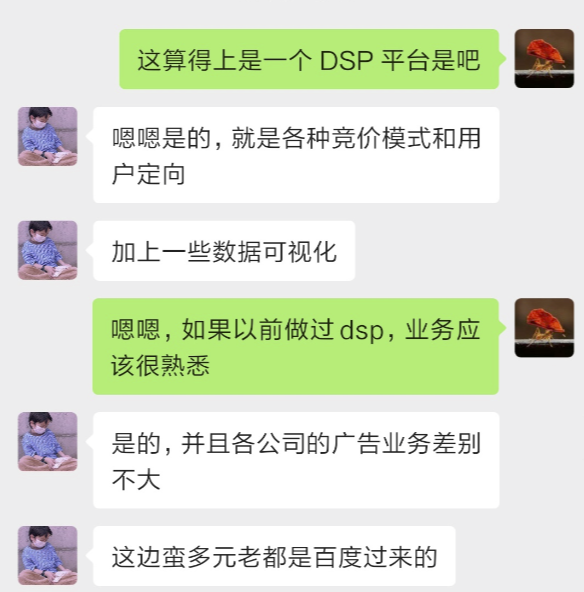 这算得上是一个 DSP 平台是吧
嗯嗯是的，就是各种竞价模式和用
户定向
加上一些数据可视化
嗯嗯，如果以前做过dsp，业务应
该很熟悉
是的，并且各公司的广告业务差别
不大
这边蛮多元老都是百度过来的